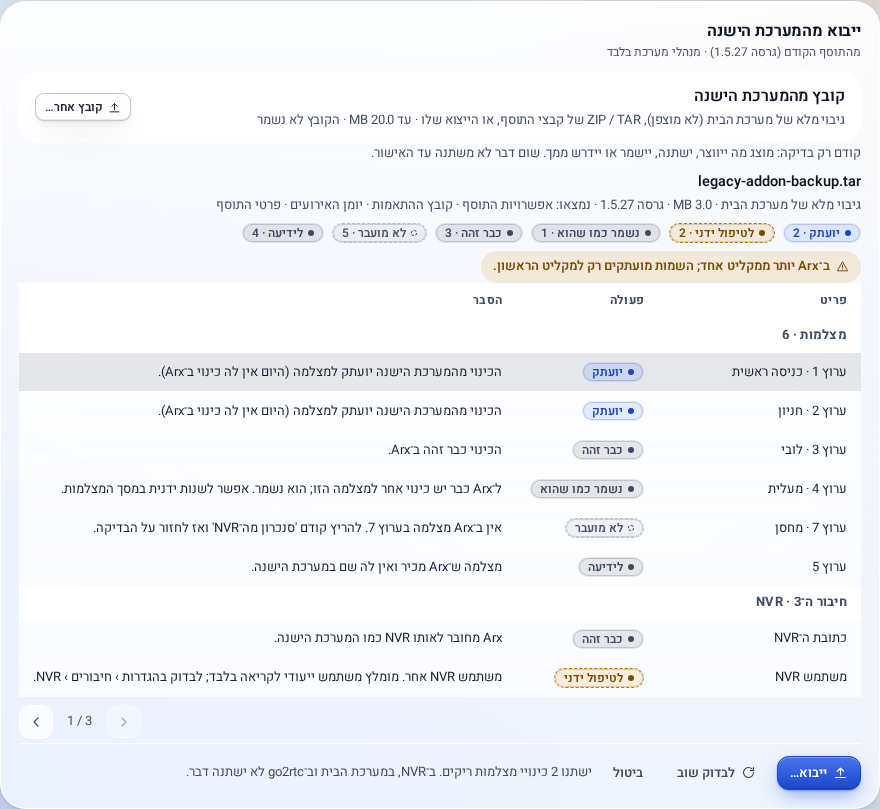 ייבוא מהמערכת הישנה
מהתוסף הקודם (גרסה 1.5.27) · מנהלי מערכת בלבד
קובץ מהמערכת הישנה
גיבוי מלא של מערכת הבית (לא מוצפן), ZIP / TAR של קבצי התוסף, או הייצוא שלו · עד 20.0 MB · הקובץ לא נשמר
קובץ אחר...
קודם רק בדיקה: מוצג מה ייווצר, ישתנה, יישמר או יידרש ממך. שום דבר לא משתנה עד האישור.
legacy-addon-backup.tar
גיבוי מלא של מערכת הבית · 3.0 MB · גרסה 1.5.27 · נמצאו: אפשרויות התוסף · קובץ ההתאמות · יומן האירועים · פרטי התוסף
יועתק · 2 לטיפול ידני · 2 נשמר כמו שהוא · 1 כבר זהה · 3 לא מועבר · 5 לידיעה · 4
ב־Arx יותר ממקליט אחד; השמות מועתקים רק למקליט הראשון.
פריט פעולה הסבר
מצלמות · 6
ערוץ 1 · כניסה ראשית יועתק הכינוי מהמערכת הישנה יועתק למצלמה (היום אין לה כינוי ב־Arx).
ערוץ 2 · חניון יועתק הכינוי מהמערכת הישנה יועתק למצלמה (היום אין לה כינוי ב־Arx).
ערוץ 3 · לובי כבר זהה הכינוי כבר זהה ב־Arx.
ערוץ 4 · מעלית נשמר כמו שהוא ל־Arx כבר יש כינוי אחר למצלמה הזו; הוא נשמר. אפשר לשנות ידנית במסך המצלמות.
ערוץ 7 · מחסן לא מועבר אין ב־Arx מצלמה בערוץ 7. להריץ קודם 'סנכרון מה־NVR' ואז לחזור על הבדיקה.
ערוץ 5 לידיעה מצלמה ש־Arx מכיר ואין לה שם במערכת הישנה.
חיבור ה־NVR · 3
כתובת ה־NVR כבר זהה Arx מחובר לאותו NVR כמו המערכת הישנה.
משתמש NVR לטיפול ידני משתמש NVR אחר. מומלץ משתמש ייעודי לקריאה בלבד; לבדוק בהגדרות › חיבורים › NVR.
1 / 3
ייבוא... לבדוק שוב ביטול ישתנו 2 כינויי מצלמות ריקים. ב־NVR, במערכת הבית וב־go2rtc לא ישתנה דבר.